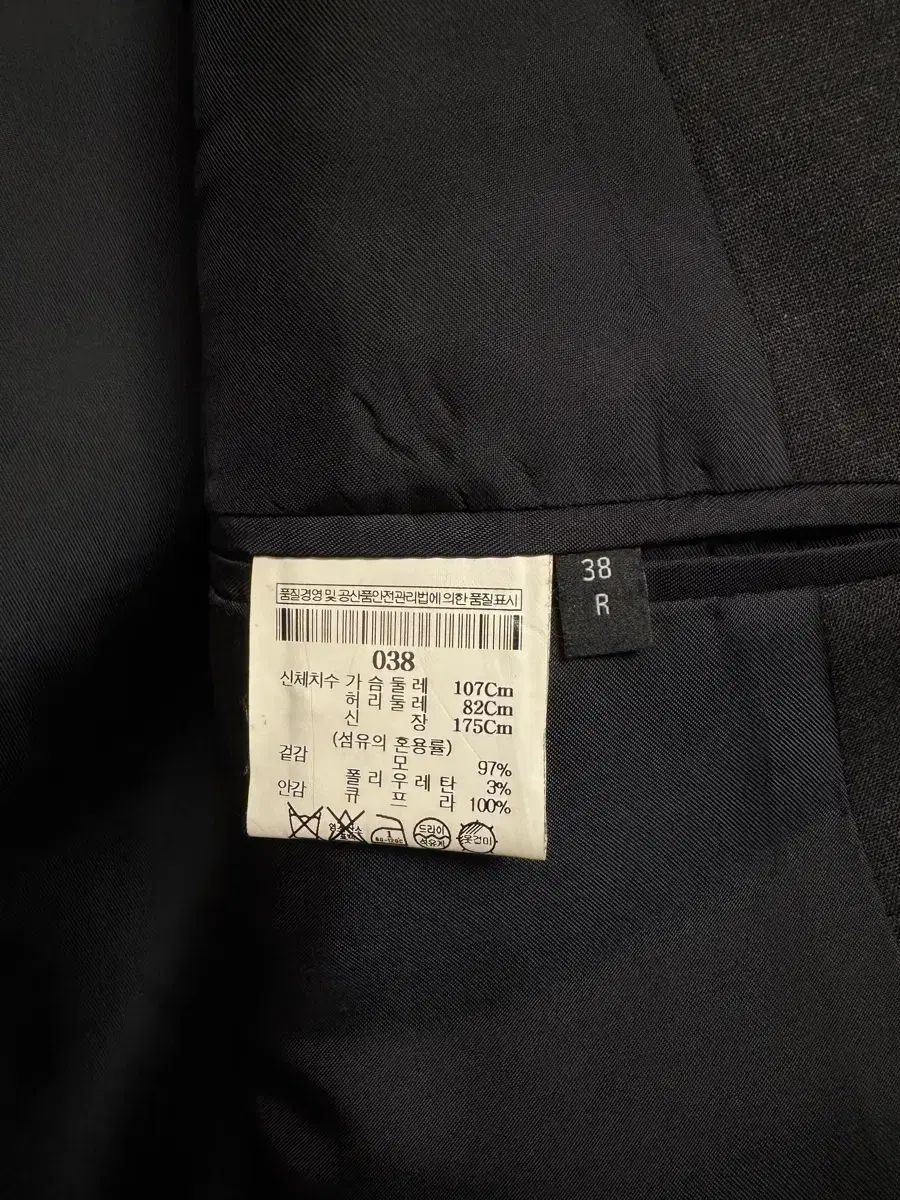 품질경영 및 공산품안전관리법에 의한 품질표시
038
신체치수 가슴둘레 107Cm
허리둘레 82Cm
신 장 175Cm
(섬유의 혼용률)
겉감 모 97%
폴리우레탄 3%
안감 큐프라 100%
드라이
석유계
옷걸이
38
R